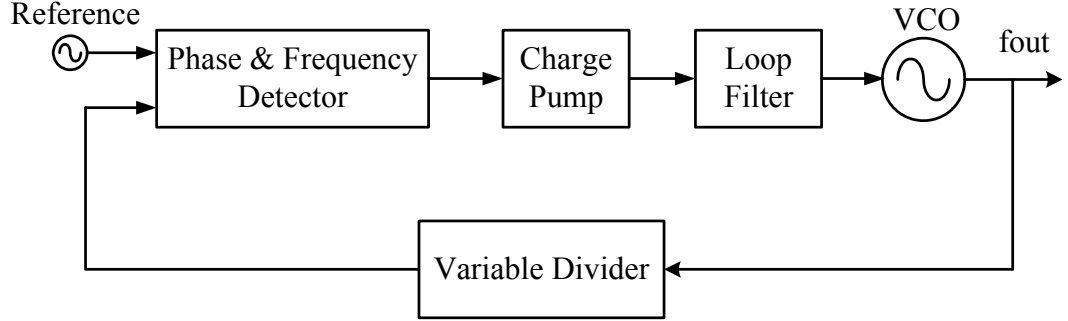 Reference
Phase & Frequency
Detector
Charge
Pump
Loop
Filter
VCO
fout
Variable Divider